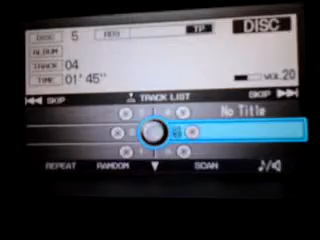 DISC 5 RDS TP DISC
ALBUM
TRACK 04
TIME 01'45" VOL 20
SKIP TRACK LIST SKIP
No Title
REPEAT RANDOM SCAN